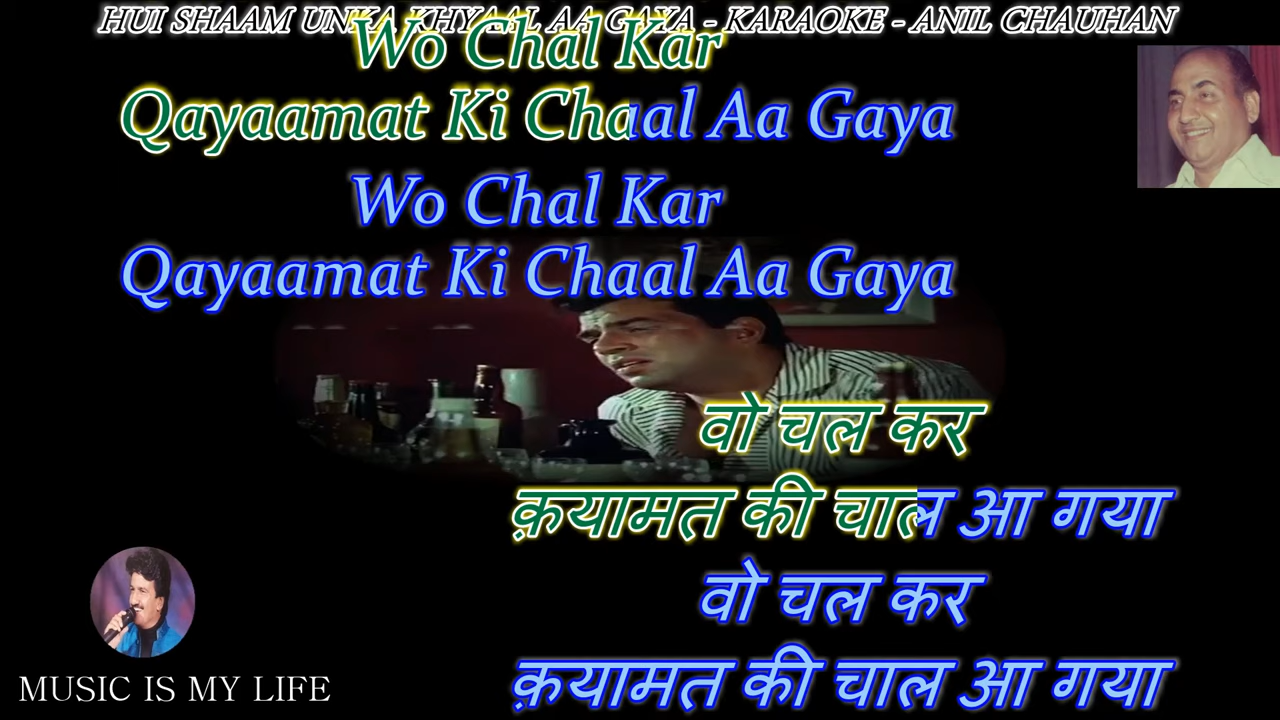 HUI SHAAM UNKA KHYAAL AA GAYA - KARAOKE - ANIL CHAUHAN
Wo Chal Kar
Qayaamat Ki Chaal Aa Gaya
Wo Chal Kar
Qayaamat Ki Chaal Aa Gaya
वो चल कर
क़यामत की चाल आ गया
वो चल कर
क़यामत की चाल आ गया
MUSIC IS MY LIFE